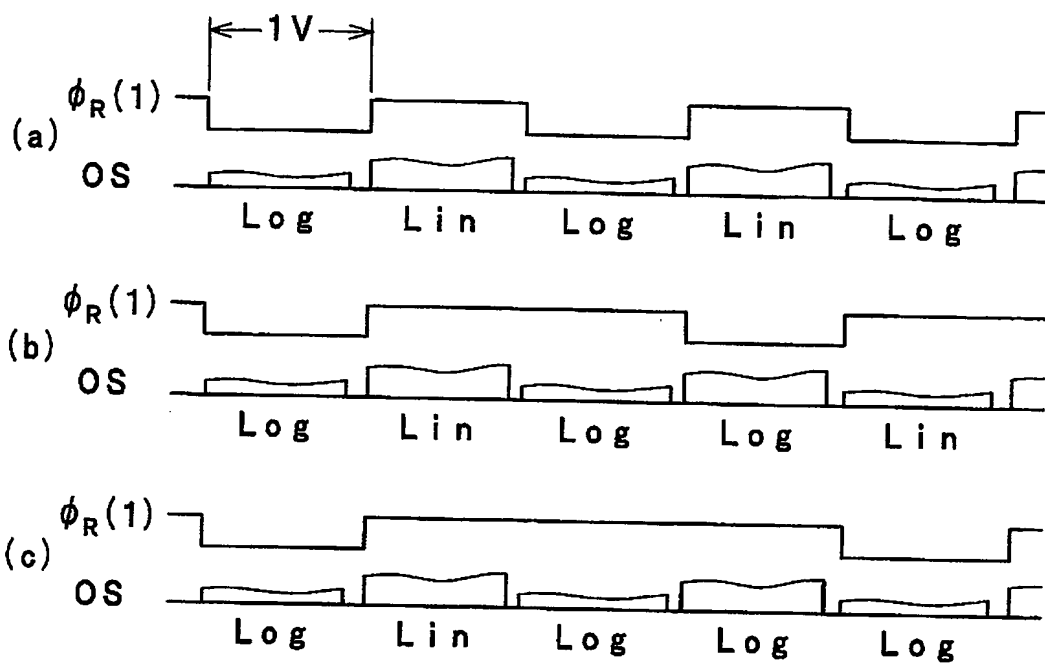 1V
(a)
φR(1)
OS
Log Lin Log Lin Log
(b)
φR(1)
OS
Log Lin Log Log Lin
(c)
φR(1)
OS
Log Lin Log Log Log